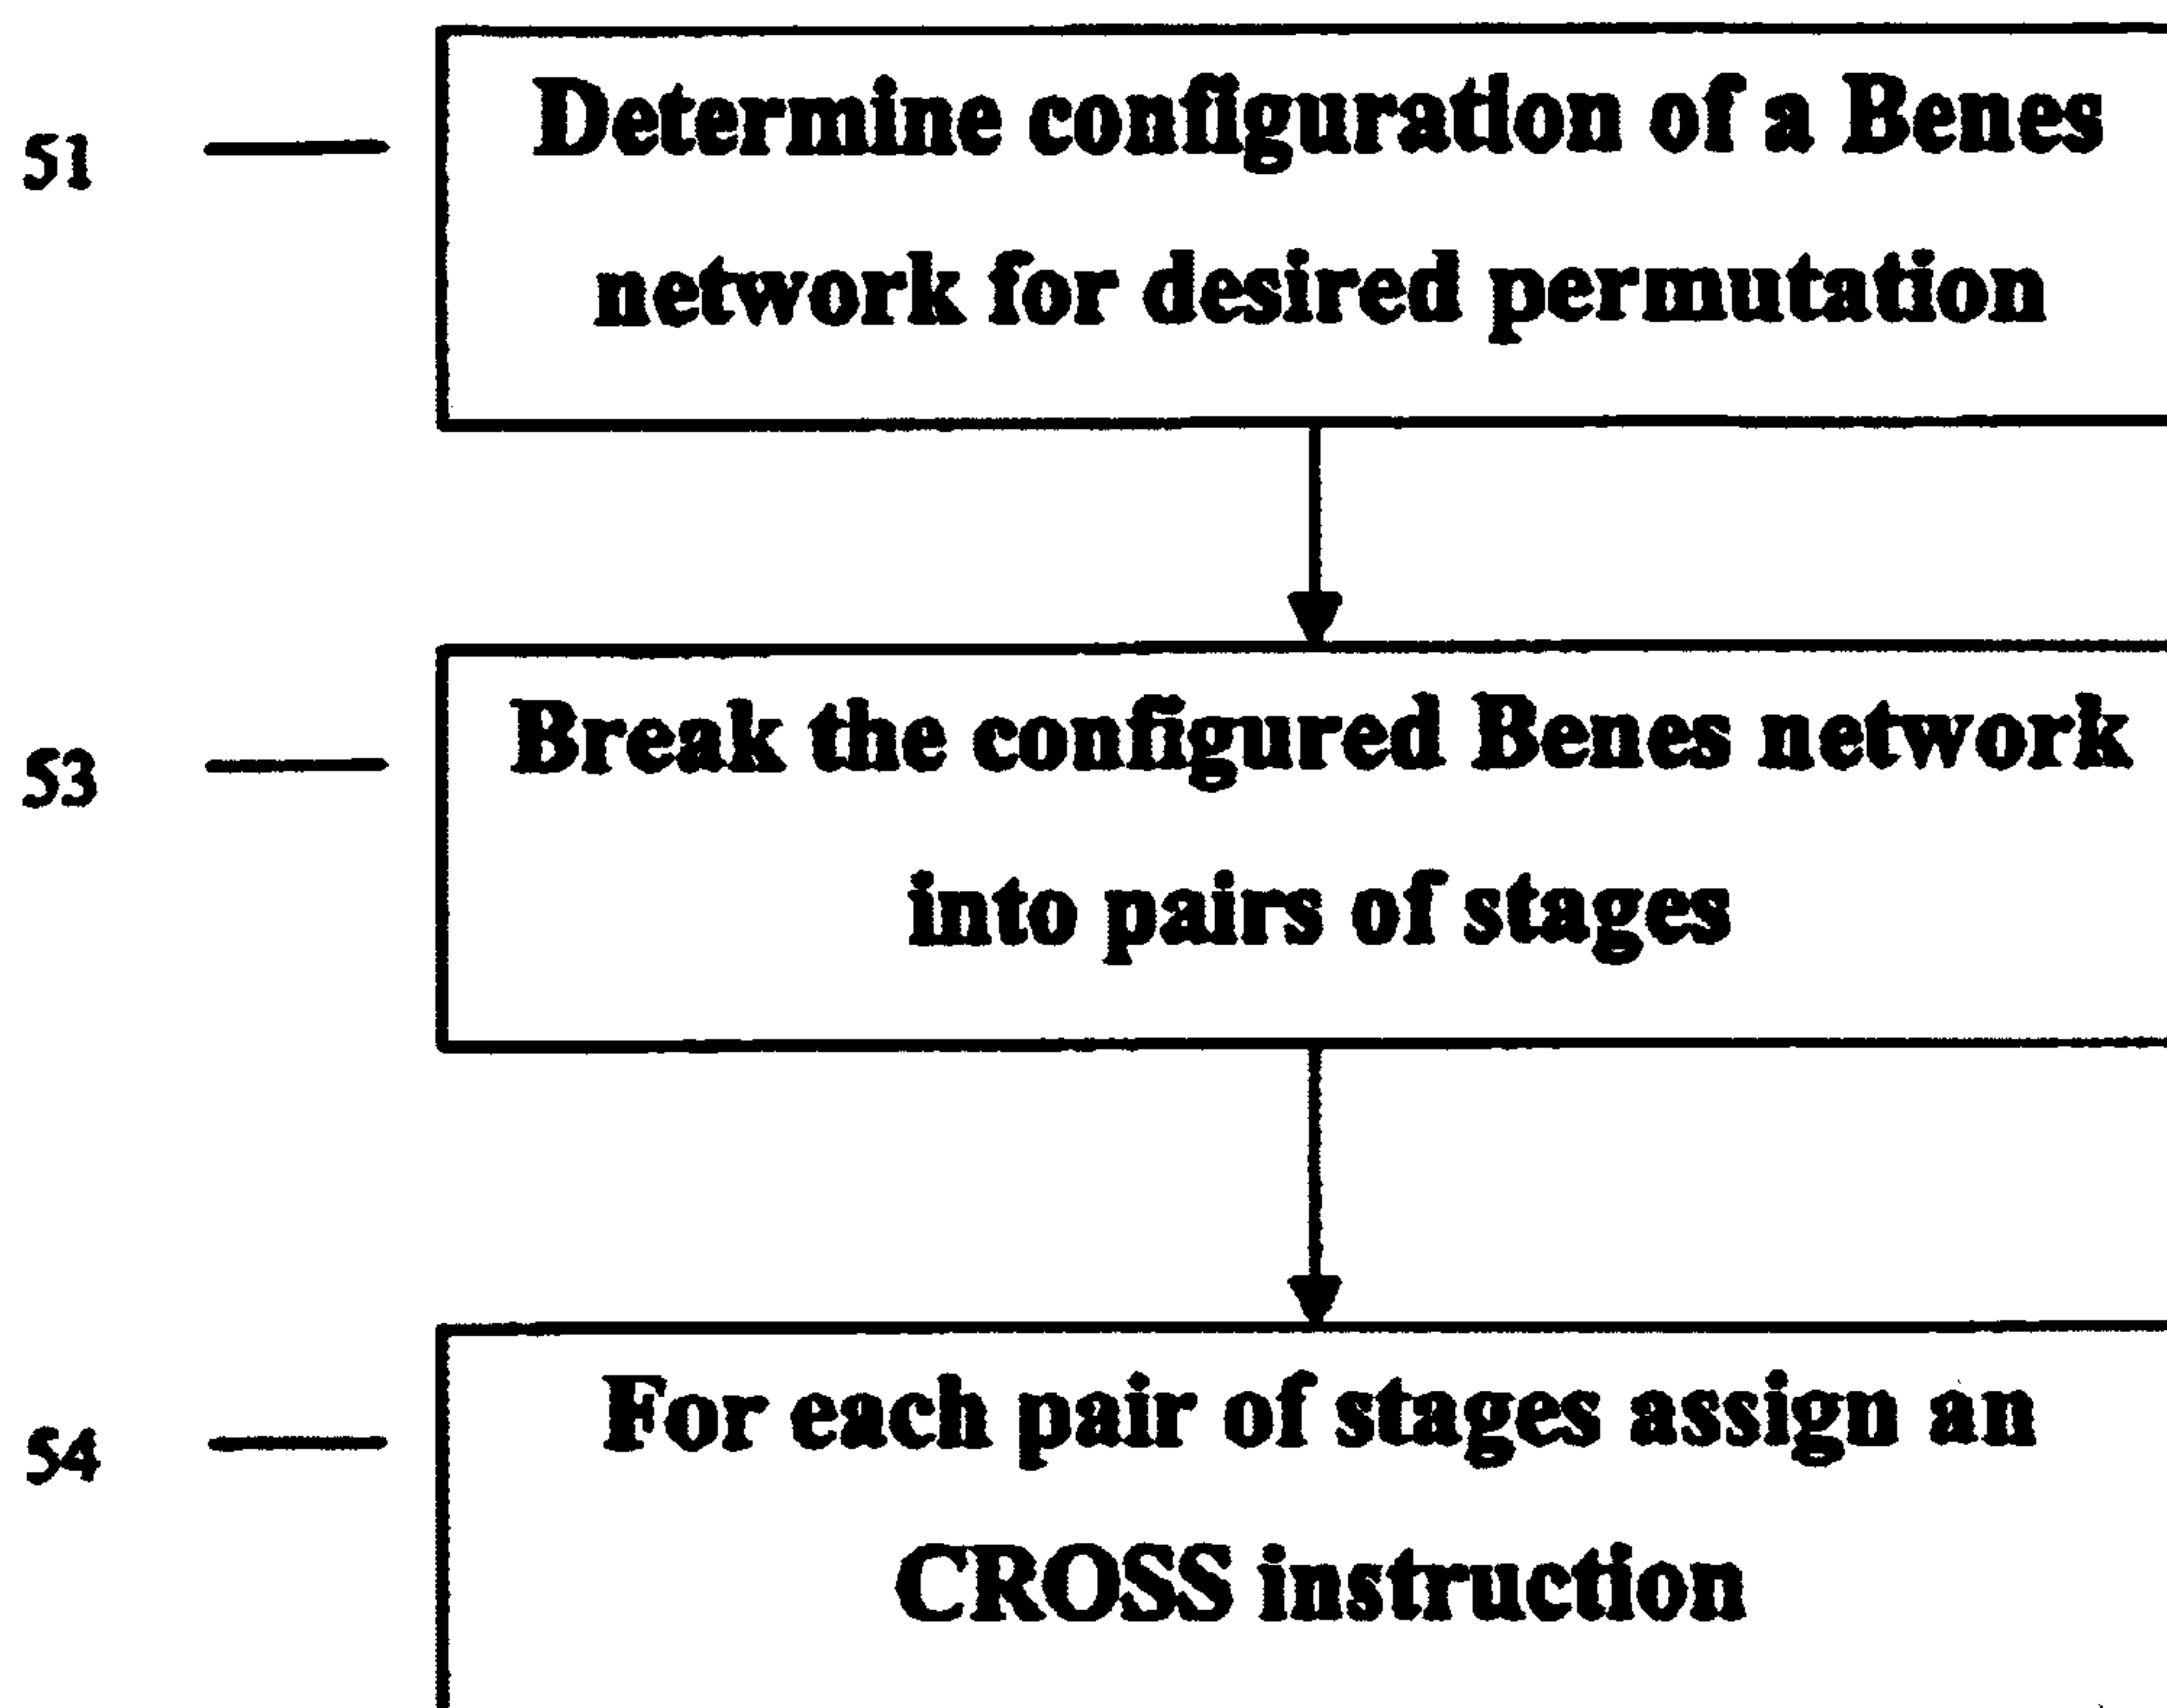 51
Determine configuration of a Benes
network for desired permutation
53
Break the configured Benes network
into pairs of stages
54
For each pair of stages assign an
CROSS instruction